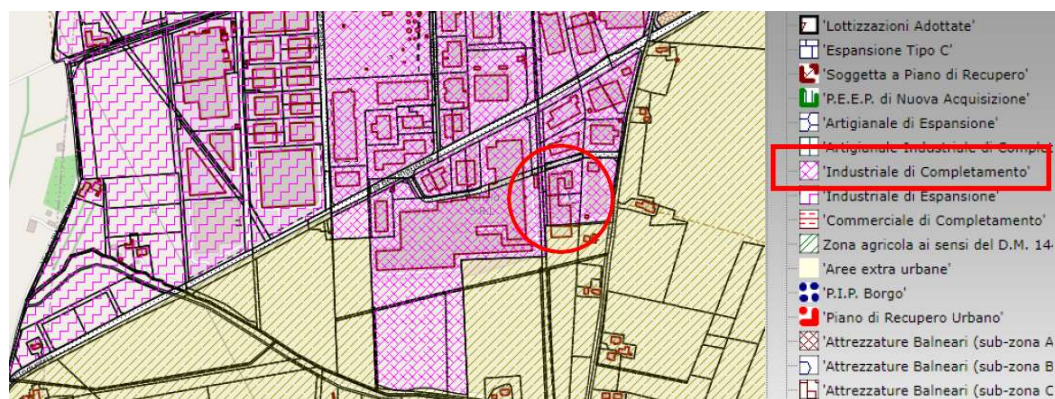 'Lottizzazioni Adottate'
'Espansione Tipo C'
'Soggetta a Piano di Recupero'
'P.E.E.P. di Nuova Acquisizione'
'Artigianale di Espansione'
'Artigianale Industriale di Complet
'Industriale di Completamento'
'Industriale di Espansione'
'Commerciale di Completamento'
Zona agricola ai sensi del D.M. 14
'Aree extra urbane'
'P.I.P. Borgo'
'Piano di Recupero Urbano'
'Attrezzature Balneari (sub-zona A
'Attrezzature Balneari (sub-zona B
'Attrezzature Balneari (sub-zona C